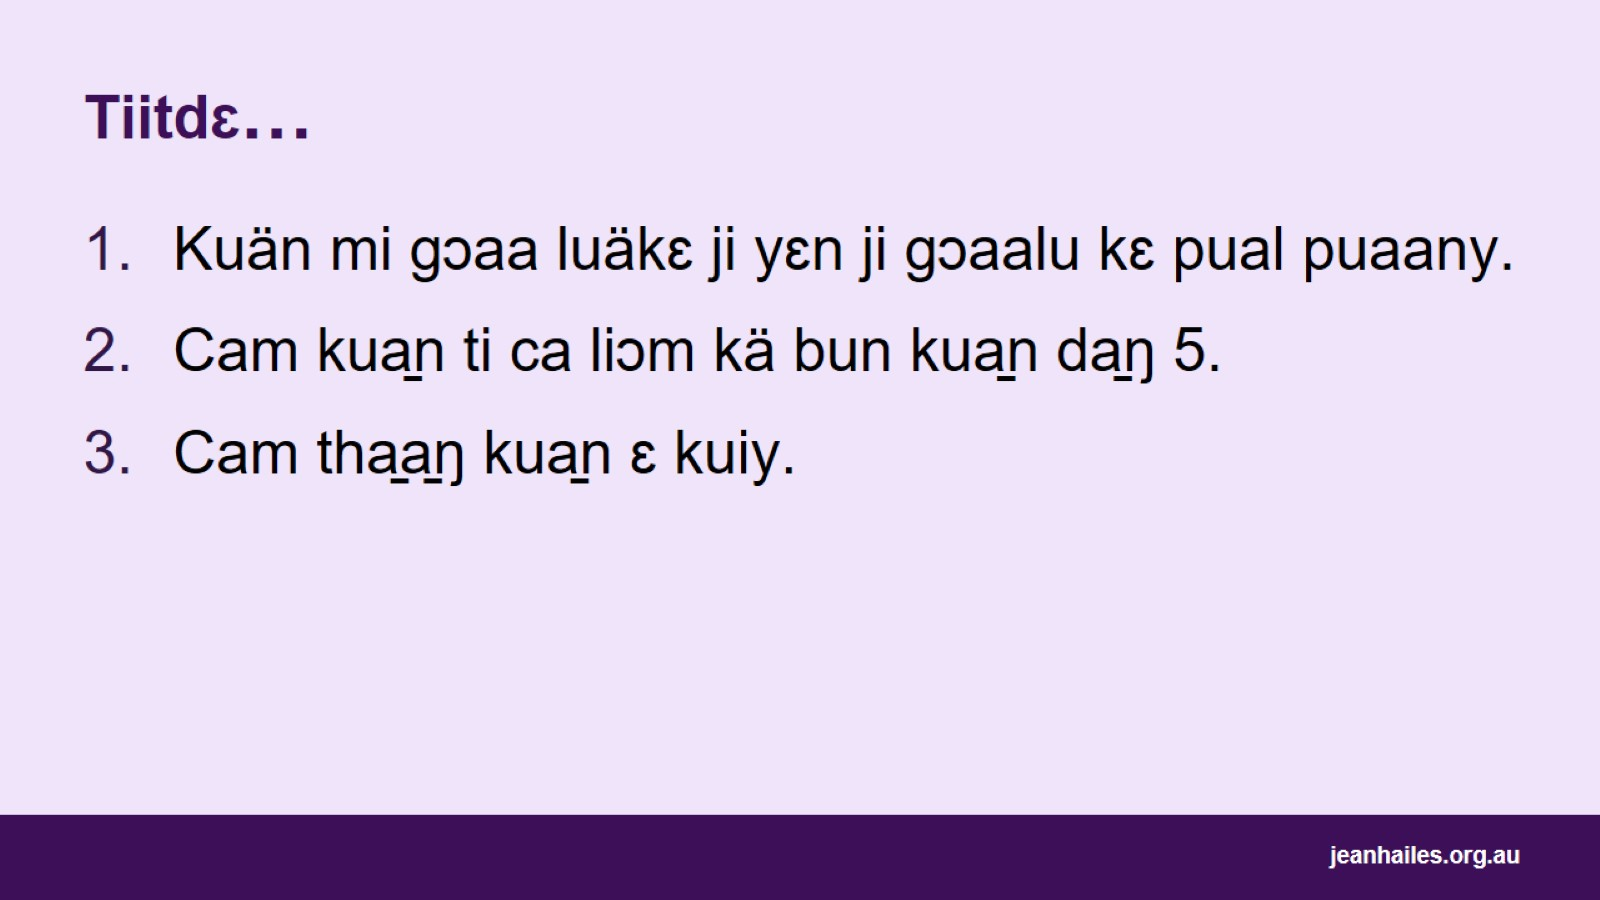 Tiitdɛ…
1. Kuän mi gɔaa luäkɛ ji yɛn ji gɔaalu kɛ pual puaany.
2. Cam kua̱n ti ca liɔm kä bun kua̱n da̱ŋ 5.
3. Cam tha̱a̱ŋ kua̱n ɛ kuiy.
jeanhailes.org.au